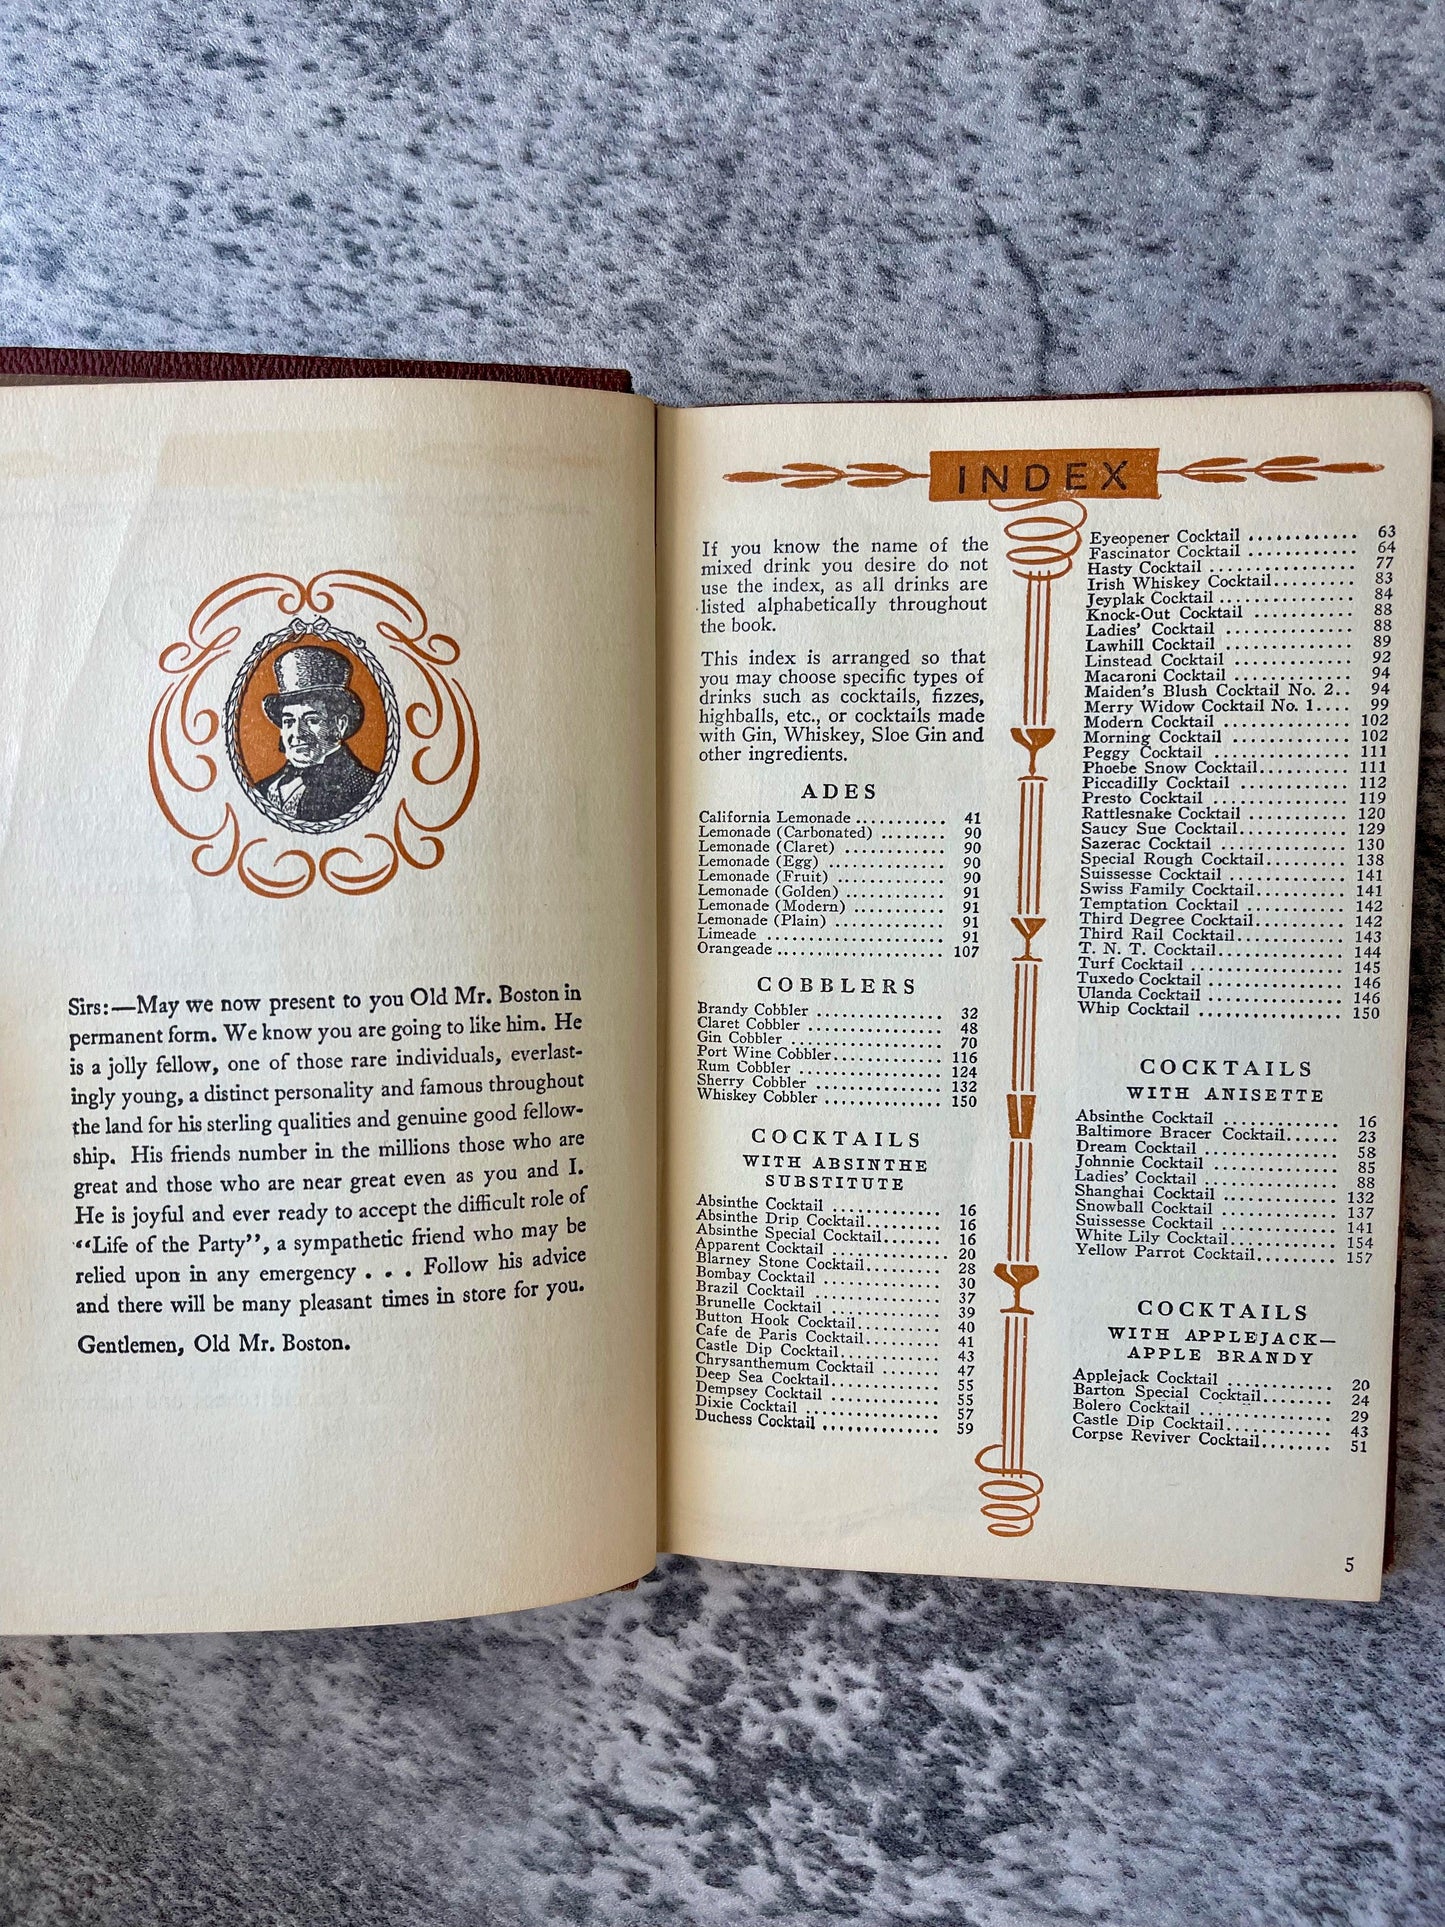 Sirs:—May we now present to you Old Mr. Boston in
permanent form. We know you are going to like him. He
is a jolly fellow, one of those rare individuals, everlast-
ingly young, a distinct personality and famous throughout
the land for his sterling qualities and genuine good fellow-
ship. His friends number in the millions those who are
great and those who are near great even as you and I.
He is joyful and ever ready to accept the difficult role of
“Life of the Party”, a sympathetic friend who may be
relied upon in any emergency . . . Follow his advice
and there will be many pleasant times in store for you.
Gentlemen, Old Mr. Boston.
INDEX
If you know the name of the
mixed drink you desire do not
use the index, as all drinks are
listed alphabetically throughout
the book.
This index is arranged so that
you may choose specific types of
drinks such as cocktails, fizzes,
highballs, etc., or cocktails made
with Gin, Whiskey, Sloe Gin and
other ingredients.
ADES
California Lemonade ........... 41
Lemonade (Carbonated) ........ 90
Lemonade (Claret) ............ 90
Lemonade (Egg) ............... 90
Lemonade (Fruit) ............. 90
Lemonade (Golden) ............ 91
Lemonade (Modern) ........... 91
Lemonade (Plain) ............. 91
Limeade ...................... 91
Orangeade .................... 107
COBBLERS
Brandy Cobbler ............... 32
Claret Cobbler ............... 48
Gin Cobbler .................. 70
Port Wine Cobbler............. 116
Rum Cobbler .................. 124
Sherry Cobbler ............... 132
Whiskey Cobbler .............. 150
COCKTAILS
WITH ABSINTHE
SUBSTITUTE
Absinthe Cocktail ............ 16
Absinthe Drip Cocktail........ 16
Absinthe Special Cocktail...... 16
Apparent Cocktail ............ 20
Blarney Stone Cocktail........ 28
Bombay Cocktail .............. 30
Brazil Cocktail .............. 37
Brunelle Cocktail ............ 39
Button Hook Cocktail.......... 40
Cafe de Paris Cocktail........ 41
Castle Dip Cocktail........... 43
Chrysanthemum Cocktail ....... 47
Deep Sea Cocktail............. 55
Dempsey Cocktail ............. 55
Dixie Cocktail ............... 57
Duchess Cocktail ............. 59
Eyeopener Cocktail ............ 63
Fascinator Cocktail ............ 64
Hasty Cocktail ................ 77
Irish Whiskey Cocktail......... 83
Jeyplak Cocktail ............... 84
Knock-Out Cocktail ............ 88
Ladies' Cocktail .............. 88
Lawhill Cocktail .............. 89
Linstead Cocktail ............. 92
Macaroni Cocktail ............. 94
Maiden's Blush Cocktail No. 2.. 94
Merry Widow Cocktail No. 1.... 99
Modern Cocktail .............. 102
Morning Cocktail ............. 102
Peggy Cocktail ............... 111
Phoebe Snow Cocktail.......... 111
Piccadilly Cocktail ............ 112
Presto Cocktail ............... 119
Rattlesnake Cocktail ........... 120
Saucy Sue Cocktail............ 129
Sazerac Cocktail .............. 130
Special Rough Cocktail......... 138
Suissesse Cocktail ............. 141
Swiss Family Cocktail.......... 141
Temptation Cocktail ........... 142
Third Degree Cocktail.......... 142
Third Rail Cocktail............ 143
T. N. T. Cocktail.............. 144
Turf Cocktail ................. 145
Tuxedo Cocktail .............. 146
Ulanda Cocktail .............. 146
Whip Cocktail ................ 150
COCKTAILS
WITH ANISETTE
Absinthe Cocktail ............. 16
Baltimore Bracer Cocktail...... 23
Dream Cocktail ............... 58
Johnnie Cocktail .............. 85
Ladies' Cocktail .............. 88
Shanghai Cocktail ............. 132
Snowball Cocktail ............. 137
Suissesse Cocktail ............. 141
White Lily Cocktail............ 154
Yellow Parrot Cocktail......... 157
COCKTAILS
WITH APPLEJACK—
APPLE BRANDY
Applejack Cocktail ............ 20
Barton Special Cocktail........ 24
Bolero Cocktail ............... 29
Castle Dip Cocktail............ 43
Corpse Reviver Cocktail........ 51
5